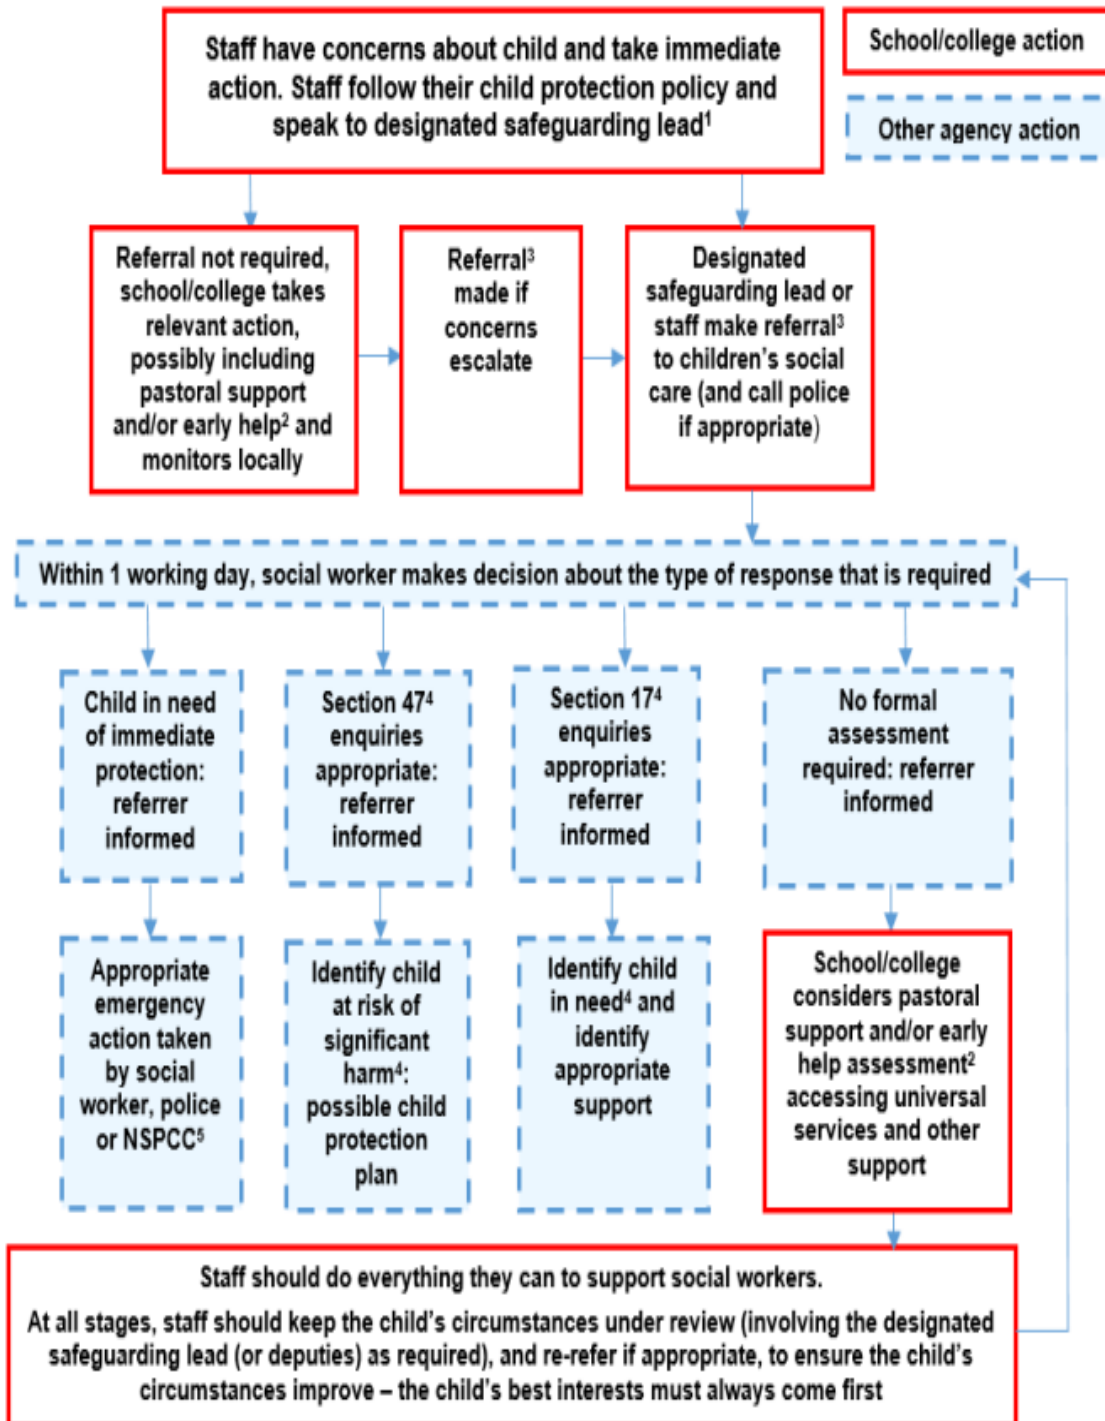 Staff have concerns about child and take immediate
action. Staff follow their child protection policy and
speak to designated safeguarding lead¹
School/college action
Other agency action
Referral not required,
school/college takes
relevant action,
possibly including
pastoral support
and/or early help² and
monitors locally
Referral³
made if
concerns
escalate
Designated
safeguarding lead or
staff make referral³
to children's social
care (and call police
if appropriate)
Within 1 working day, social worker makes decision about the type of response that is required
Child in need
of immediate
protection:
referrer
informed
Section 47⁴
enquiries
appropriate:
referrer
informed
Section 17⁴
enquiries
appropriate:
referrer
informed
No formal
assessment
required: referrer
informed
Appropriate
emergency
action taken
by social
worker, police
or NSPCC⁵
Identify child
at risk of
significant
harm⁴:
possible child
protection
plan
Identify child
in need⁴ and
identify
appropriate
support
School/college
considers pastoral
support and/or early
help assessment²
accessing universal
services and other
support
Staff should do everything they can to support social workers.
At all stages, staff should keep the child's circumstances under review (involving the designated
safeguarding lead (or deputies) as required), and re-refer if appropriate, to ensure the child's
circumstances improve – the child's best interests must always come first